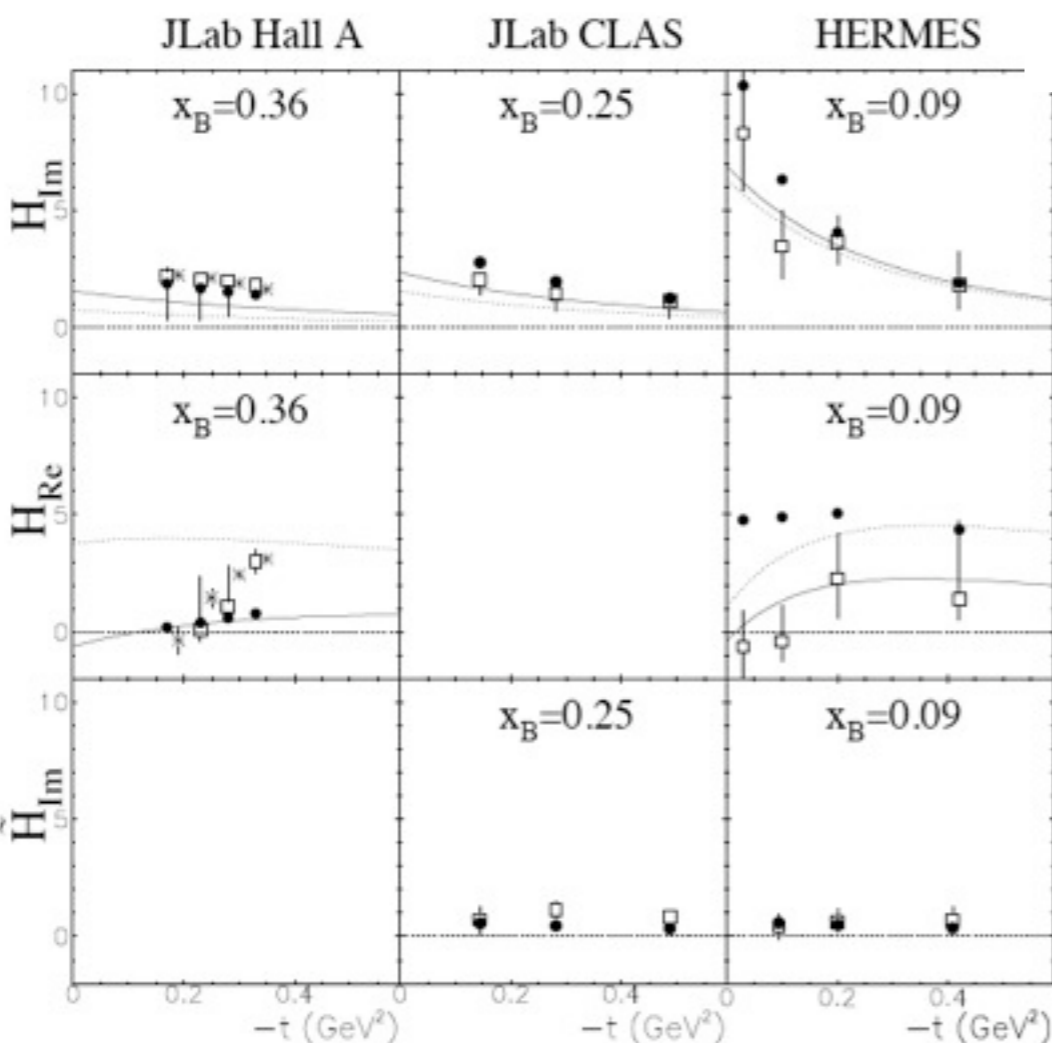 JLab Hall A JLab CLAS HERMES
10 x_B=0.36 x_B=0.25 x_B=0.09
H_Im
5
0
10 x_B=0.36 x_B=0.09
H_Re
5
0
10 x_B=0.25 x_B=0.09
H̃_Im
5
0
0 0.2 0.4 0 0.2 0.4 0 0.2 0.4
−t (GeV²) −t (GeV²) −t (GeV²)